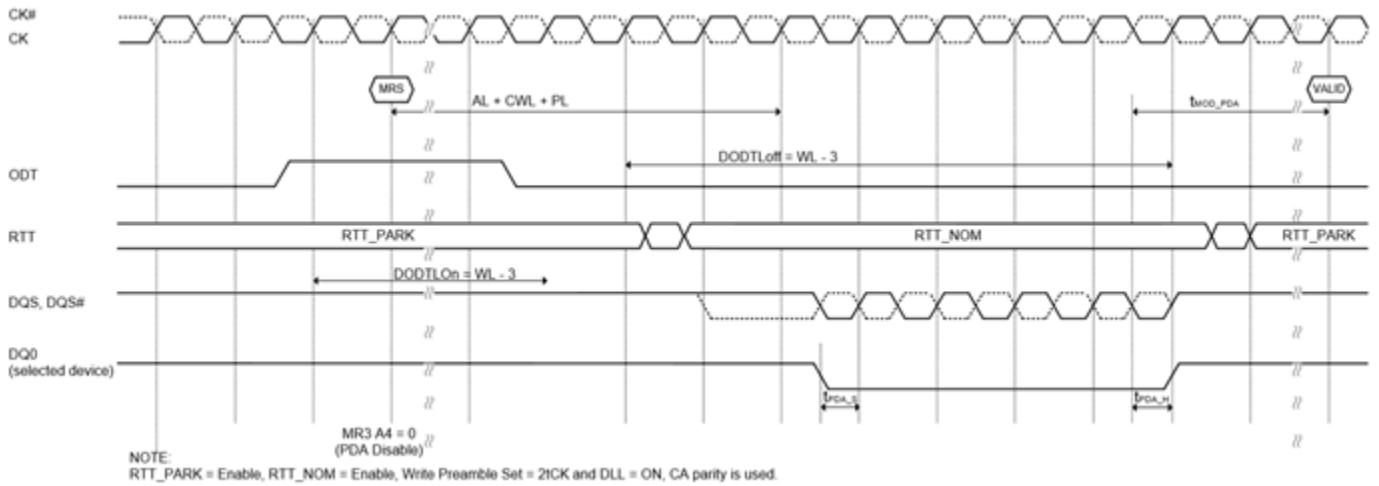 CK#
CK
MRS
VALID
AL + CWL + PL
tMOD_PDA
DODTLoff = WL - 3
ODT
RTT
RTT_PARK
RTT_NOM
RTT_PARK
DODTLOn = WL - 3
DQS, DQS#
DQ0
(selected device)
tPDA_S
tPDA_H
MR3 A4 = 0
(PDA Disable)
NOTE:
RTT_PARK = Enable, RTT_NOM = Enable, Write Preamble Set = 2tCK and DLL = ON, CA parity is used.